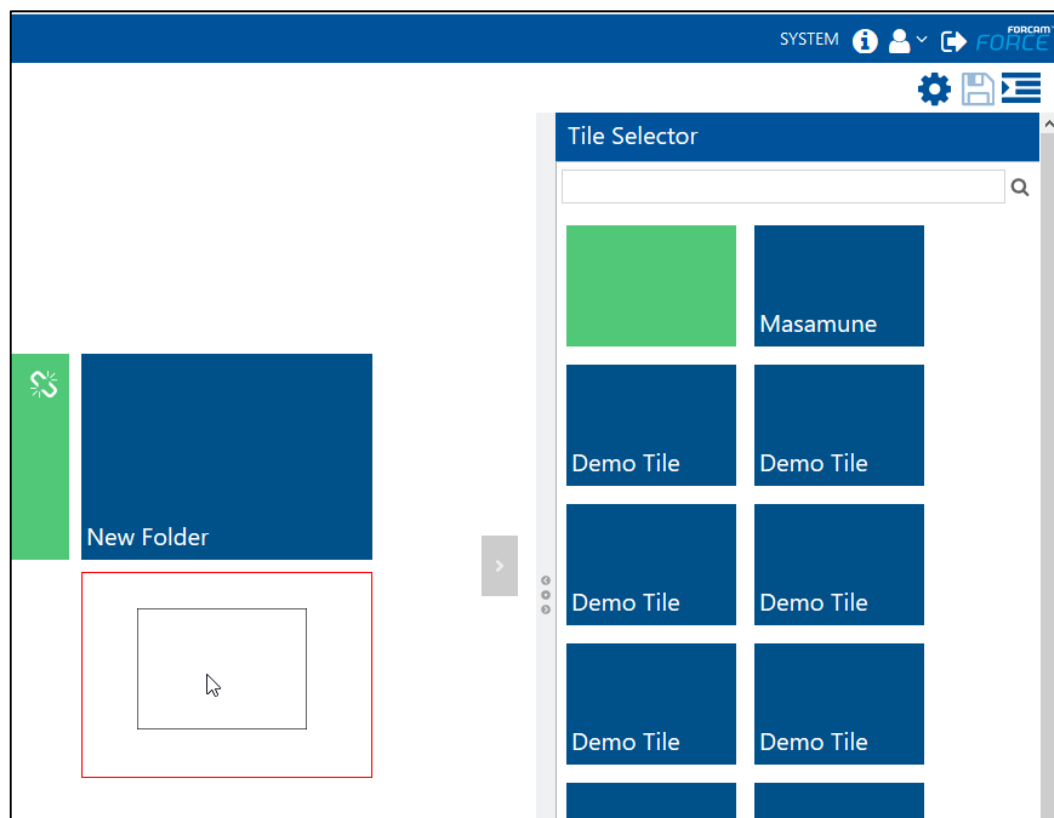 SYSTEM
FORCAM
FORCE
Tile Selector
Masamune
Demo Tile
Demo Tile
New Folder
Demo Tile
Demo Tile
Demo Tile
Demo Tile